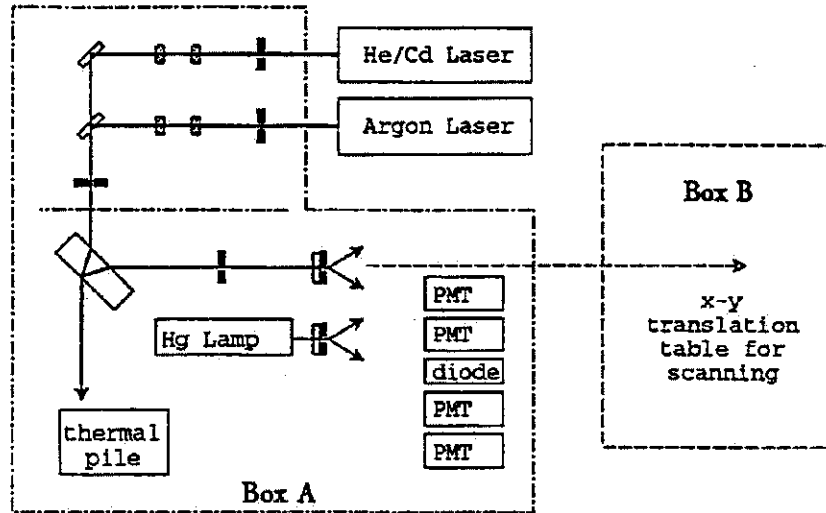 He/Cd Laser
Argon Laser
Box B
x-y
translation
table for
scanning
PMT
PMT
diode
PMT
PMT
Hg Lamp
thermal
pile
Box A